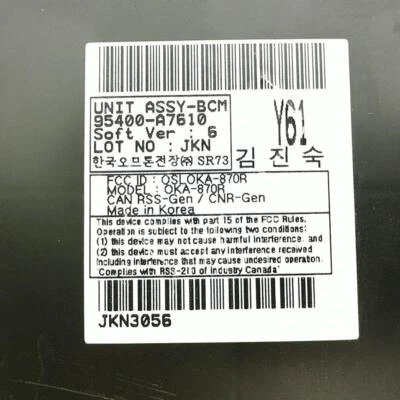 UNIT ASSY-BCM
95400-A7610
Soft Ver : 6
LOT NO : JKN
한국오므론전장㈜ SR73
Y61
김진숙
FCC ID : OSLOKA-870R
MODEL : OKA-870R
CAN RSS-Gen / CNR-Gen
Made in Korea
This device complies with part 15 of the FCC Rules.
Operation is subject to the following two conditions:
(1) this device may not cause harmful interference, and
(2) this device must accept any interference received
including interference that may cause undesired operation.
"Complies with RSS-210 of Industry Canada"
JKN3056